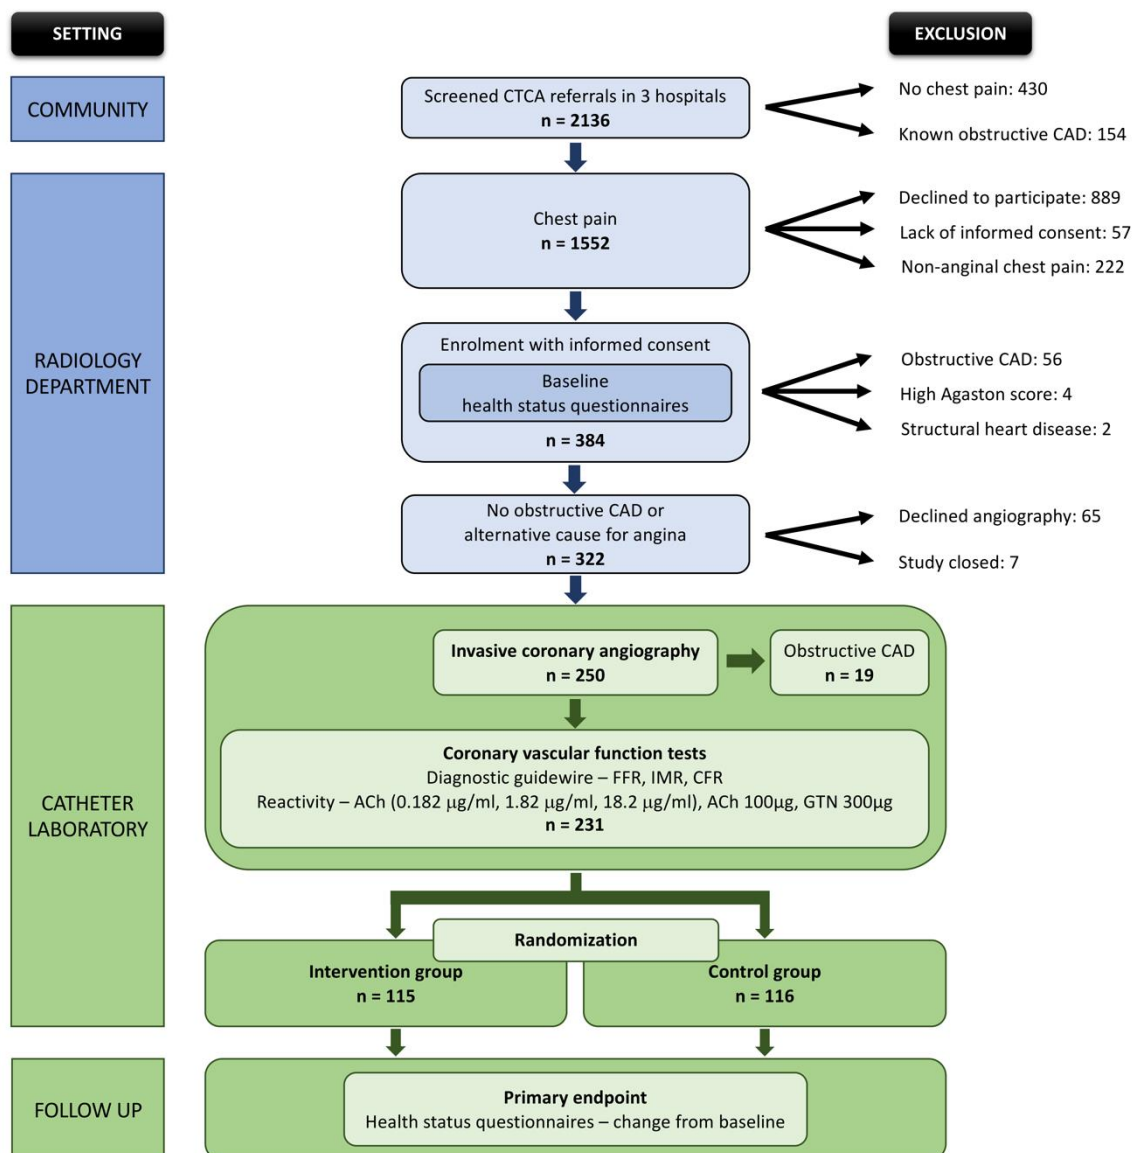 SETTING
EXCLUSION
COMMUNITY
Screened CTCA referrals in 3 hospitals
n = 2136
No chest pain: 430
Known obstructive CAD: 154
RADIOLOGY
DEPARTMENT
Chest pain
n = 1552
Declined to participate: 889
Lack of informed consent: 57
Non-anginal chest pain: 222
Enrolment with informed consent
Baseline
health status questionnaires
n = 384
Obstructive CAD: 56
High Agaston score: 4
Structural heart disease: 2
No obstructive CAD or
alternative cause for angina
n = 322
Declined angiography: 65
Study closed: 7
CATHETER
LABORATORY
Invasive coronary angiography
n = 250
Obstructive CAD
n = 19
Coronary vascular function tests
Diagnostic guidewire – FFR, IMR, CFR
Reactivity – ACh (0.182 μg/ml, 1.82 μg/ml, 18.2 μg/ml), ACh 100μg, GTN 300μg
n = 231
Randomization
Intervention group
n = 115
Control group
n = 116
FOLLOW UP
Primary endpoint
Health status questionnaires – change from baseline